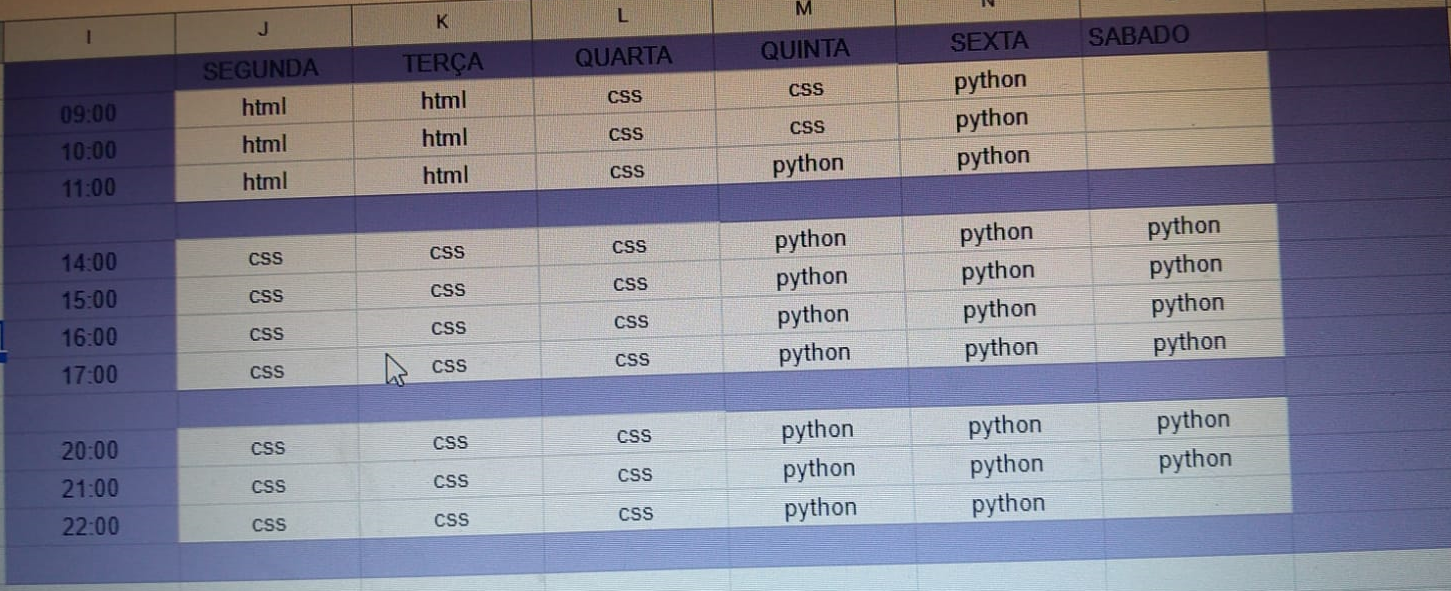 I J K L M N
SEGUNDA TERÇA QUARTA QUINTA SEXTA SABADO
09:00 html html css css python
10:00 html html css css python
11:00 html html css python python
14:00 css css css python python python
15:00 css css css python python python
16:00 css css css python python python
17:00 css css css python python python
20:00 css css css python python python
21:00 css css css python python python
22:00 css css css python python